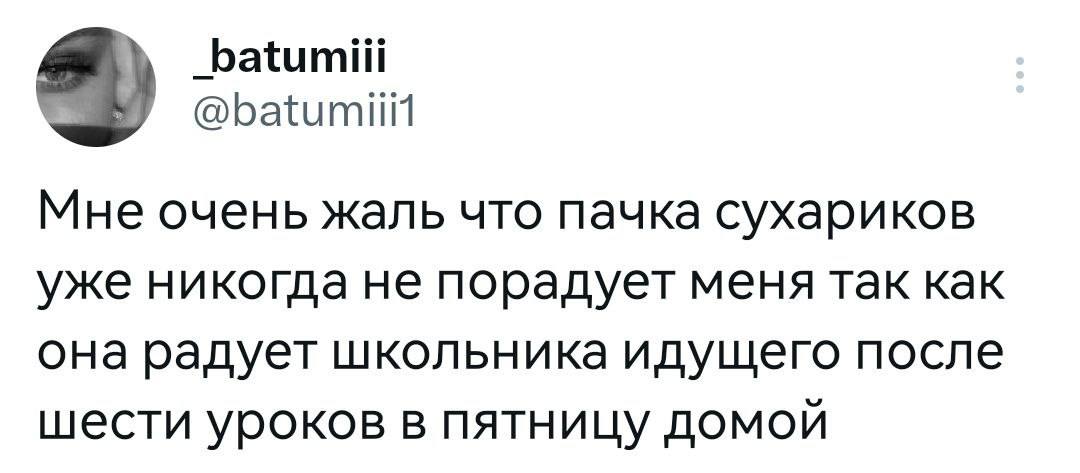 _batumiii
@batumiii1
Мне очень жаль что пачка сухариков
уже никогда не порадует меня так как
она радует школьника идущего после
шести уроков в пятницу домой